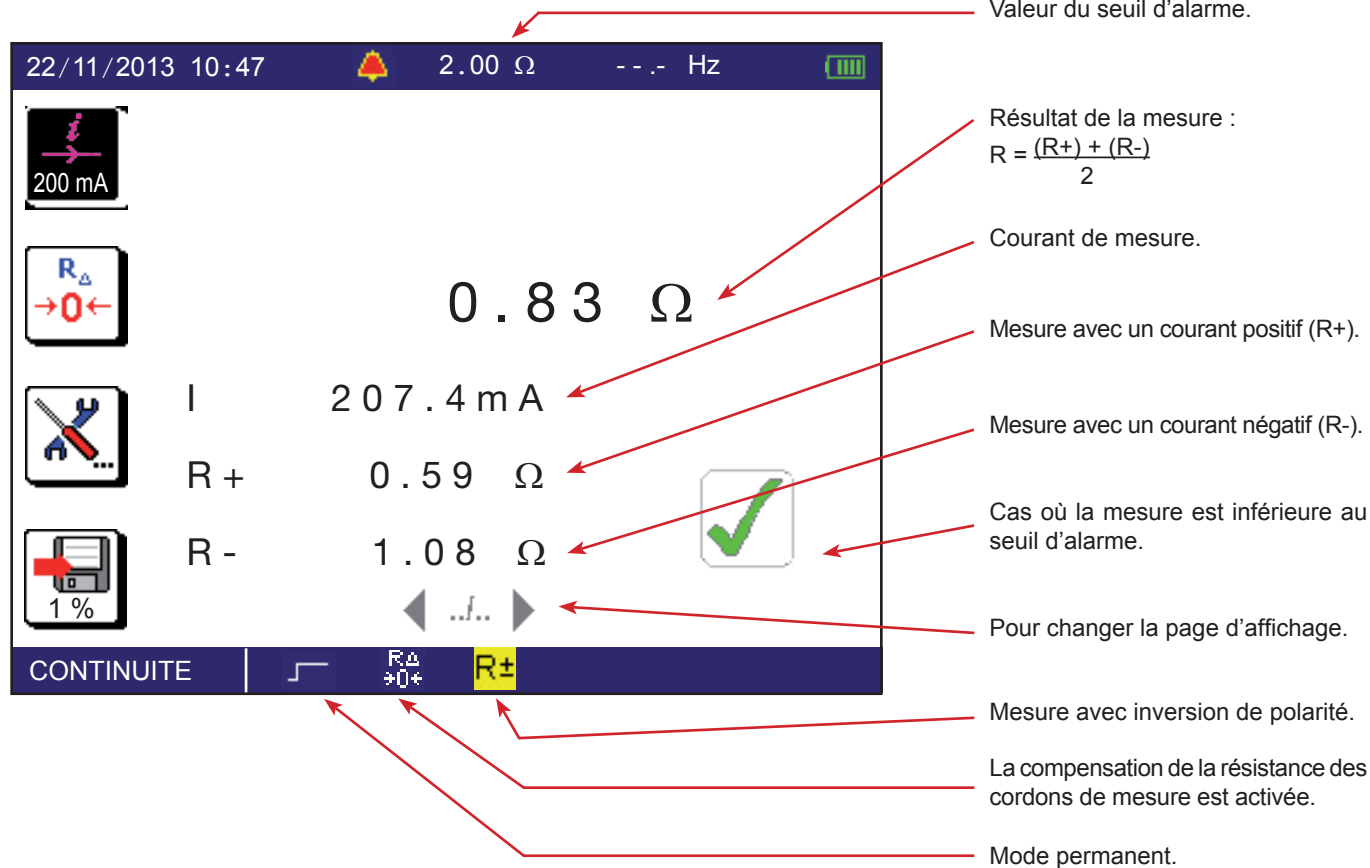 Valeur du seuil d'alarme.
22/11/2013 10:47 2.00 Ω --.- Hz
i
200 mA
Résultat de la mesure :
R = (R+) + (R-)
2
R∆
→0←
0.83 Ω
Courant de mesure.
Mesure avec un courant positif (R+).
I 207.4mA
...
R + 0.59 Ω
Mesure avec un courant négatif (R-).
R - 1.08 Ω
Cas où la mesure est inférieure au
seuil d'alarme.
1 %
../..
Pour changer la page d'affichage.
CONTINUITE R∆ R±
→0←
Mesure avec inversion de polarité.
La compensation de la résistance des
cordons de mesure est activée.
Mode permanent.